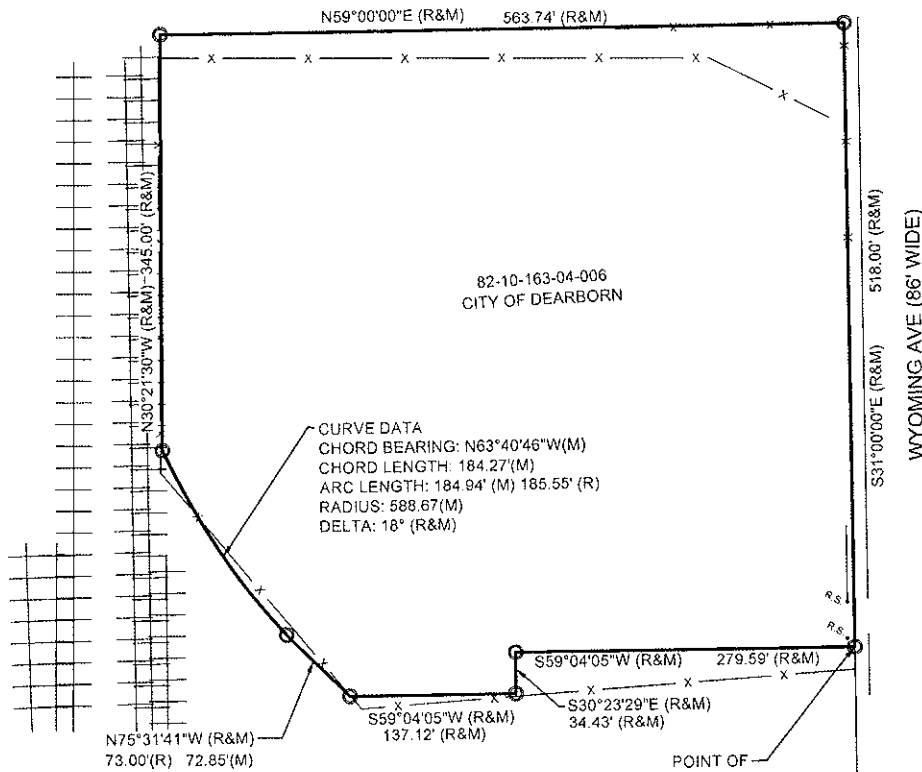 N59°00'00"E (R&M) 563.74' (R&M)
N30°21'30"W (R&M) 345.00' (R&M)
518.00' (R&M)
S31°00'00"E (R&M)
WYOMING AVE (86' WIDE)
82-10-163-04-006
CITY OF DEARBORN
CURVE DATA
CHORD BEARING: N63°40'46"W(M)
CHORD LENGTH: 184.27'(M)
ARC LENGTH: 184.94' (M) 185.55' (R)
RADIUS: 588.67(M)
DELTA: 18° (R&M)
R.S.
R.S.
S59°04'05"W (R&M) 279.59' (R&M)
S30°23'29"E (R&M)
34.43' (R&M)
S59°04'05"W (R&M)
137.12' (R&M)
N75°31'41"W (R&M)
73.00'(R) 72.85'(M)
POINT OF